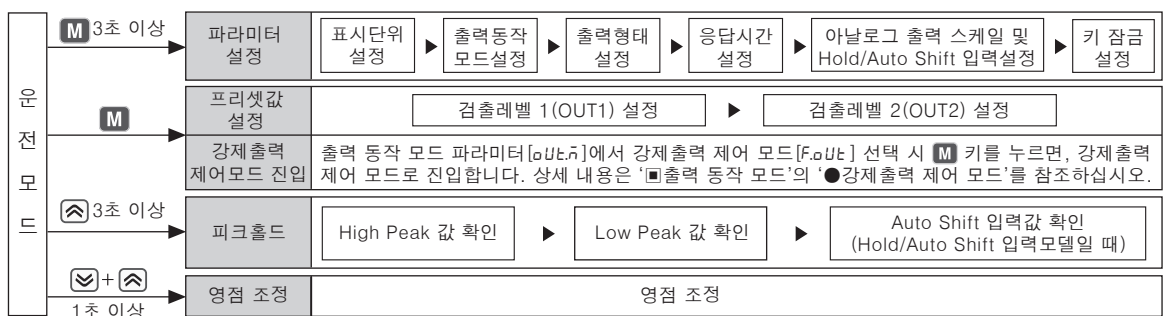 운전모드
M 3초 이상
파라미터
설정
표시단위
설정
출력동작
모드설정
출력형태
설정
응답시간
설정
아날로그 출력 스케일 및
Hold/Auto Shift 입력설정
키 잠금
설정
M
프리셋값
설정
검출레벨 1(OUT1) 설정
검출레벨 2(OUT2) 설정
강제출력
제어모드 진입
출력 동작 모드 파라미터[oUt.ñ]에서 강제출력 제어 모드[F.oUt] 선택 시 M 키를 누르면, 강제출력
제어 모드로 진입합니다. 상세 내용은 ‘▣출력 동작 모드’의 ‘●강제출력 제어 모드’를 참조하십시오.
3초 이상
피크홀드
High Peak 값 확인
Low Peak 값 확인
Auto Shift 입력값 확인
(Hold/Auto Shift 입력모델일 때)
+
1초 이상
영점 조정
영점 조정